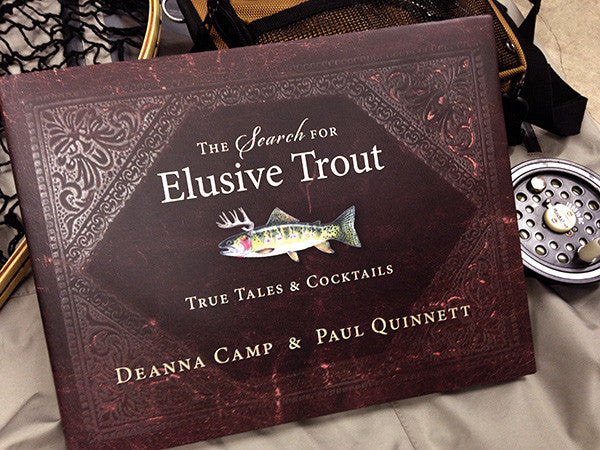 The Search for
Elusive Trout
True Tales & Cocktails
Deanna Camp & Paul Quinnett